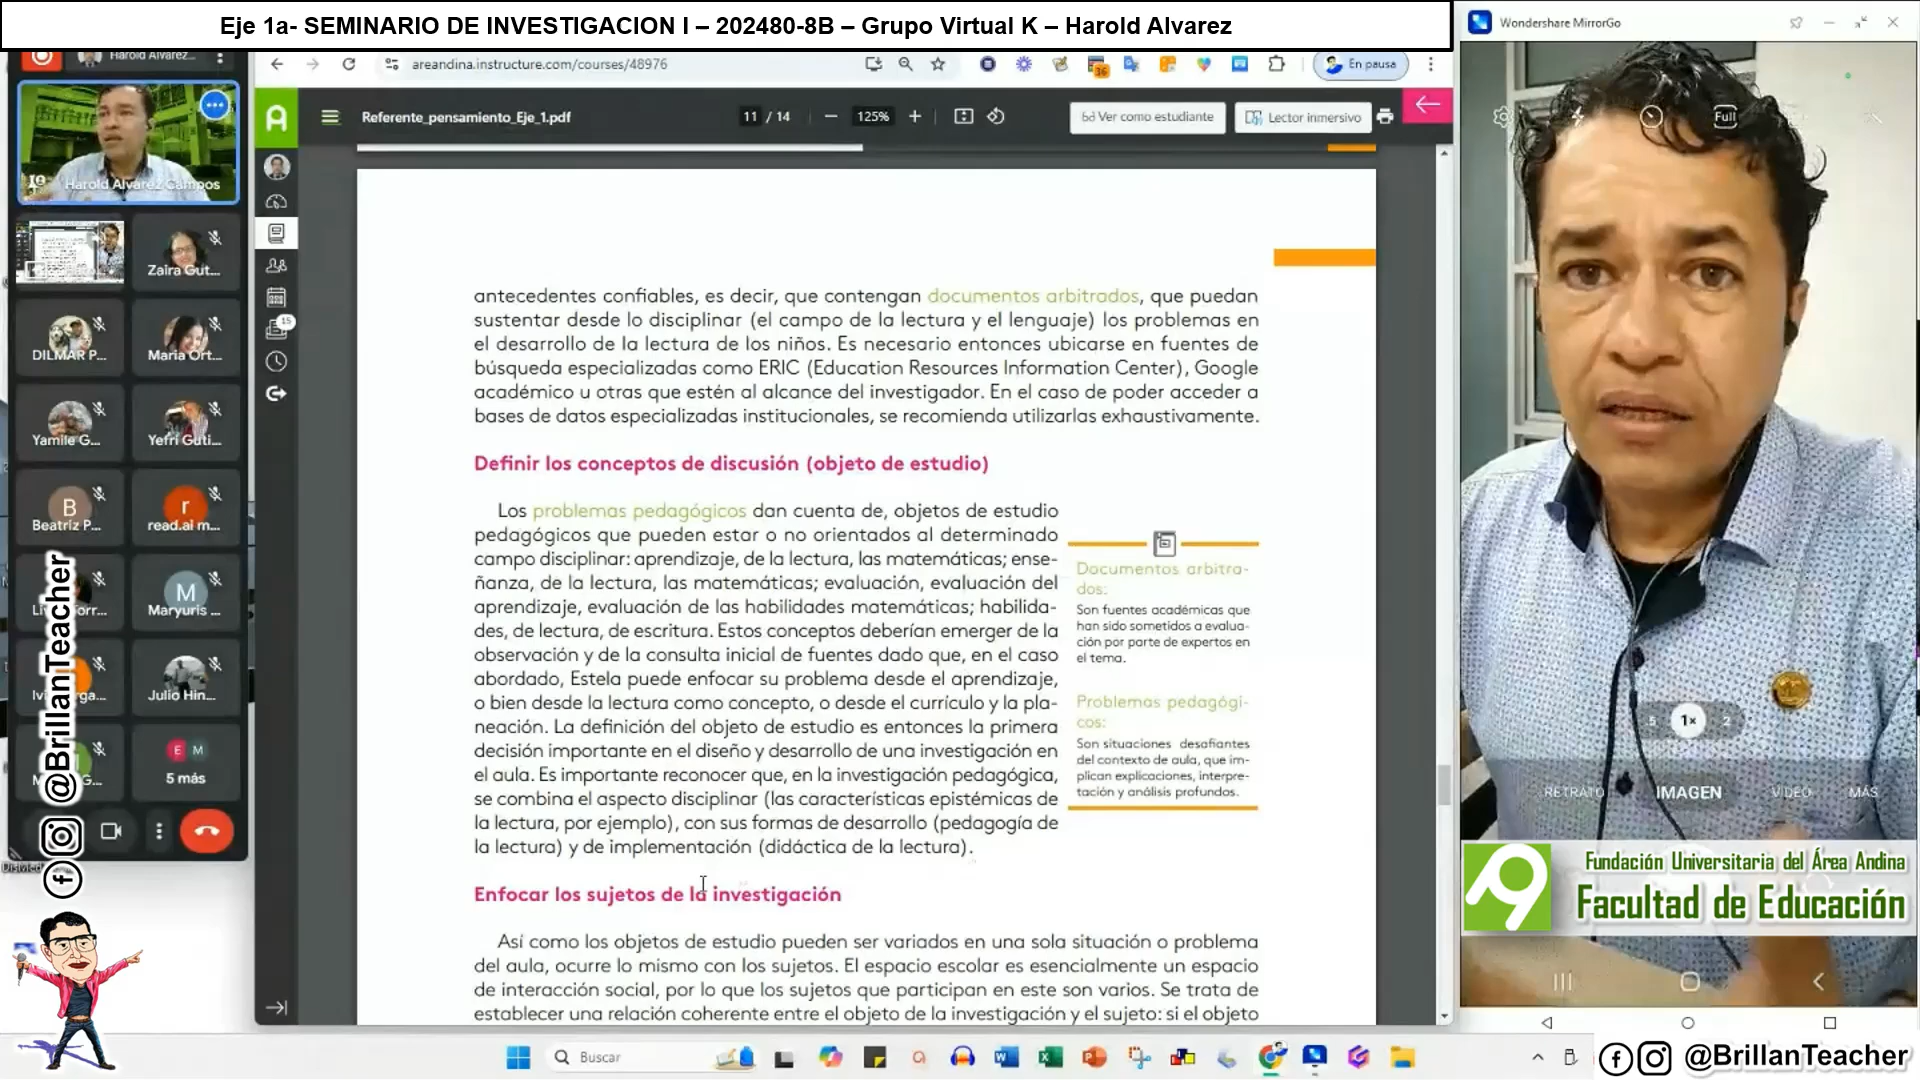 Eje 1a- SEMINARIO DE INVESTIGACION I – 202480-8B – Grupo Virtual K – Harold Alvarez
Wondershare MirrorGo
Harold Alvarez...
areandina.instructure.com/courses/48976
36
En pausa
Referente_pensamiento_Eje_1.pdf
11 / 14
125%
Ver como estudiante
Lector inmersivo
Full
Harold Alvarez Campos
Zaira Gut...
DILMAR P...
Maria Ort...
Yamile G...
Yefri Guti...
B
Beatriz P...
r
read.ai m...
M
Maryuris ...
Julio Hin...
E M
5 más
15
@BrillanTeacher
antecedentes confiables, es decir, que contengan documentos arbitrados, que puedan
sustentar desde lo disciplinar (el campo de la lectura y el lenguaje) los problemas en
el desarrollo de la lectura de los niños. Es necesario entonces ubicarse en fuentes de
búsqueda especializadas como ERIC (Education Resources Information Center), Google
académico u otras que estén al alcance del investigador. En el caso de poder acceder a
bases de datos especializadas institucionales, se recomienda utilizarlas exhaustivamente.
Definir los conceptos de discusión (objeto de estudio)
Los problemas pedagógicos dan cuenta de, objetos de estudio
pedagógicos que pueden estar o no orientados al determinado
campo disciplinar: aprendizaje, de la lectura, las matemáticas; ense-
ñanza, de la lectura, las matemáticas; evaluación, evaluación del
aprendizaje, evaluación de las habilidades matemáticas; habilida-
des, de lectura, de escritura. Estos conceptos deberían emerger de la
observación y de la consulta inicial de fuentes dado que, en el caso
abordado, Estela puede enfocar su problema desde el aprendizaje,
o bien desde la lectura como concepto, o desde el currículo y la pla-
neación. La definición del objeto de estudio es entonces la primera
decisión importante en el diseño y desarrollo de una investigación en
el aula. Es importante reconocer que, en la investigación pedagógica,
se combina el aspecto disciplinar (las características epistémicas de
la lectura, por ejemplo), con sus formas de desarrollo (pedagogía de
la lectura) y de implementación (didáctica de la lectura).
Documentos arbitra-
dos:
Son fuentes académicas que
han sido sometidos a evalua-
ción por parte de expertos en
el tema.
Problemas pedagógi-
cos:
Son situaciones desafiantes
del contexto de aula, que im-
plican explicaciones, interpre-
tación y análisis profundos.
Enfocar los sujetos de la investigación
Así como los objetos de estudio pueden ser variados en una sola situación o problema
del aula, ocurre lo mismo con los sujetos. El espacio escolar es esencialmente un espacio
de interacción social, por lo que los sujetos que participan en este son varios. Se trata de
establecer una relación coherente entre el objeto de la investigación y el sujeto: si el objeto
5 1× 2
RETRATO IMAGEN VIDEO MÁS
Fundación Universitaria del Área Andina
Facultad de Educación
Buscar
@BrillanTeacher